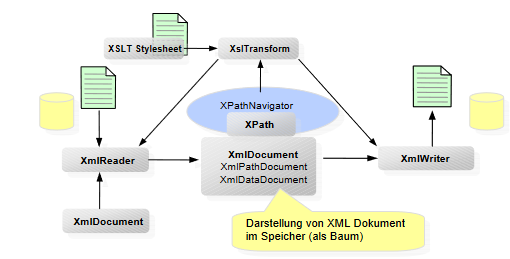 XSLT Stylesheet
XslTransform
XPathNavigator
XPath
XmlReader
XmlDocument
XmlPathDocument
XmlDataDocument
XmlWriter
XmlDocument
Darstellung von XML Dokument
im Speicher (als Baum)